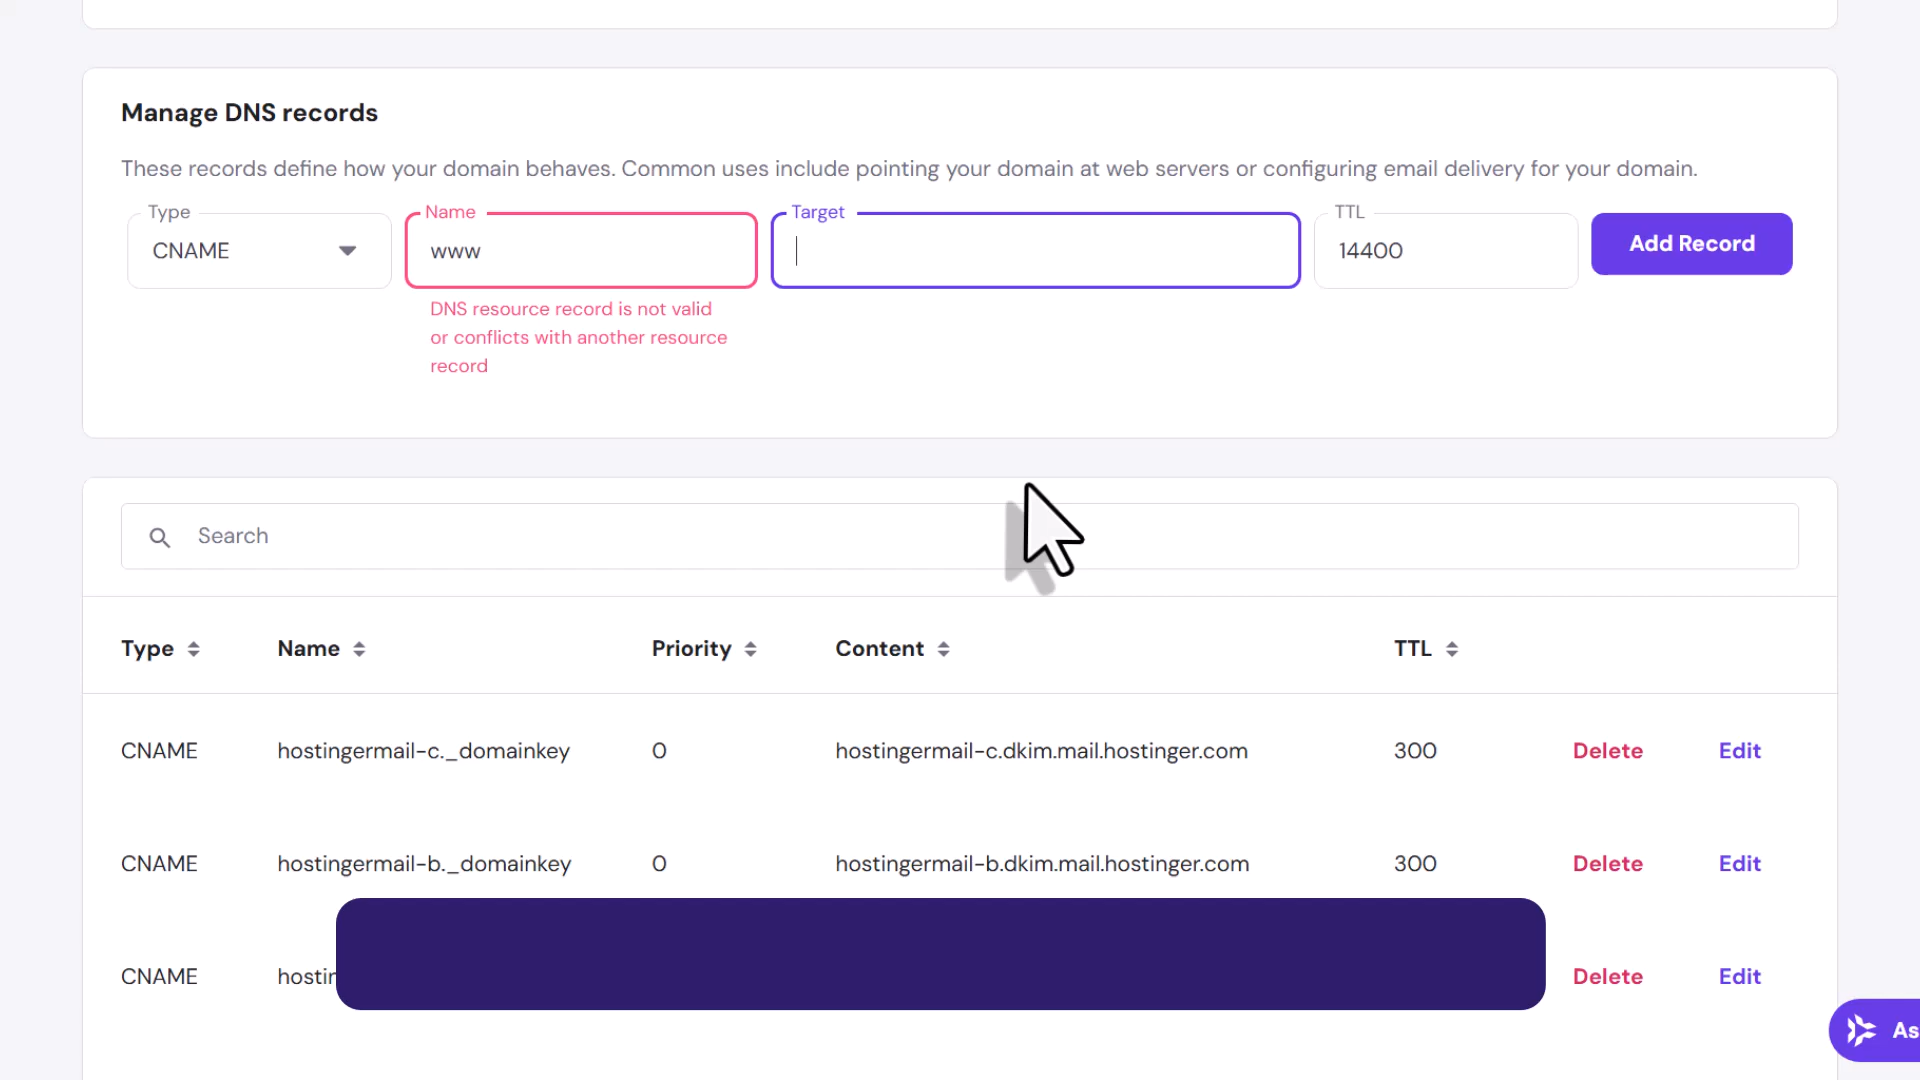 Manage DNS records
These records define how your domain behaves. Common uses include pointing your domain at web servers or configuring email delivery for your domain.
Type Name Target TTL
CNAME www 14400 Add Record
DNS resource record is not valid
or conflicts with another resource
record
Search
Type Name Priority Content TTL
CNAME hostingermail-c._domainkey 0 hostingermail-c.dkim.mail.hostinger.com 300 Delete Edit
CNAME hostingermail-b._domainkey 0 hostingermail-b.dkim.mail.hostinger.com 300 Delete Edit
CNAME Delete Edit